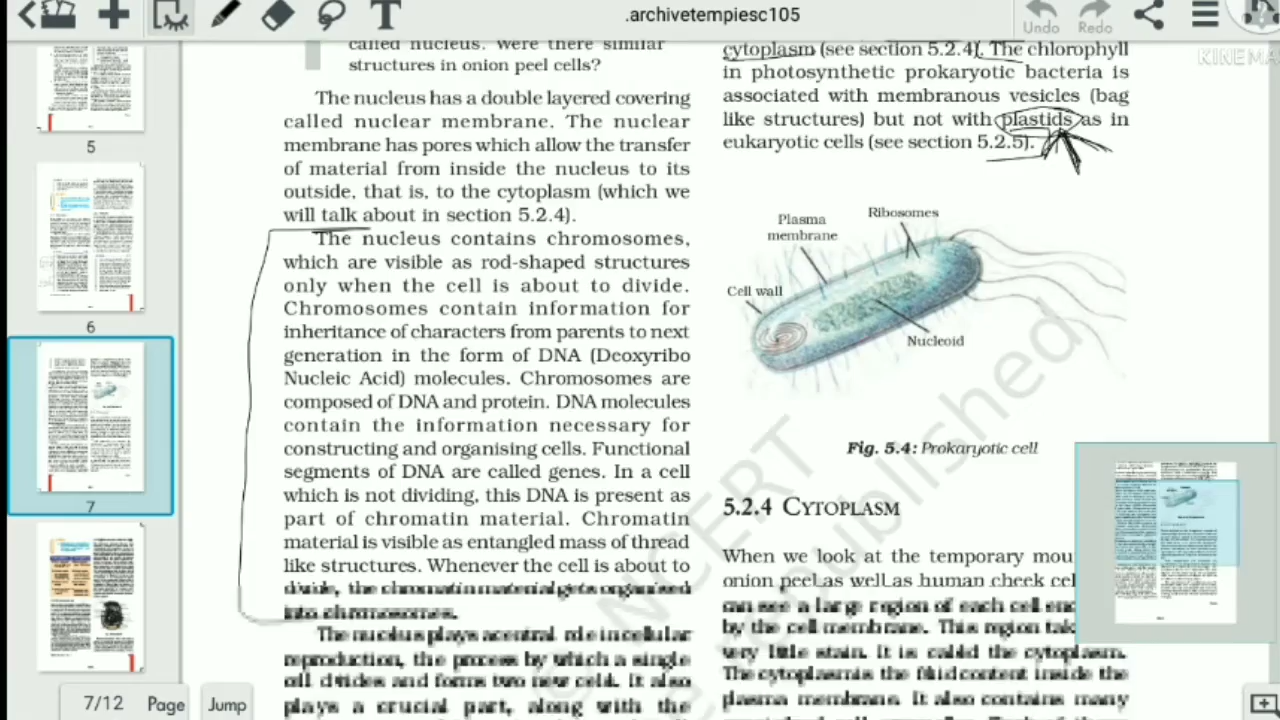 .archivetempiesc105
Undo
Redo
KINEMA
5
6
7
7/12
Page
Jump
called nucleus. Were there similar
structures in onion peel cells?
The nucleus has a double layered covering
called nuclear membrane. The nuclear
membrane has pores which allow the transfer
of material from inside the nucleus to its
outside, that is, to the cytoplasm (which we
will talk about in section 5.2.4).
The nucleus contains chromosomes,
which are visible as rod-shaped structures
only when the cell is about to divide.
Chromosomes contain information for
inheritance of characters from parents to next
generation in the form of DNA (Deoxyribo
Nucleic Acid) molecules. Chromosomes are
composed of DNA and protein. DNA molecules
contain the information necessary for
constructing and organising cells. Functional
segments of DNA are called genes. In a cell
which is not dividing, this DNA is present as
part of chromatin material. Chromatin
material is visible as entangled mass of thread
like structures. Whenever the cell is about to
divide, the chromatin material gets organised
into chromosomes.
The nucleus plays a central role in cellular
reproduction, the process by which a single
cell divides and forms two new cells. It also
plays a crucial part, along with the
cytoplasm (see section 5.2.4). The chlorophyll
in photosynthetic prokaryotic bacteria is
associated with membranous vesicles (bag
like structures) but not with plastids as in
eukaryotic cells (see section 5.2.5).
Ribosomes
Plasma
membrane
Cell wall
Nucleoid
Fig. 5.4: Prokaryotic cell
5.2.4 CYTOPLASM
When we look at the temporary mou
onion peel as well as human cheek cel
can see a large region of each cell enc
by the cell membrane. This region tak
very little stain. It is called the cytoplasm.
The cytoplasm is the fluid content inside the
plasma membrane. It also contains many